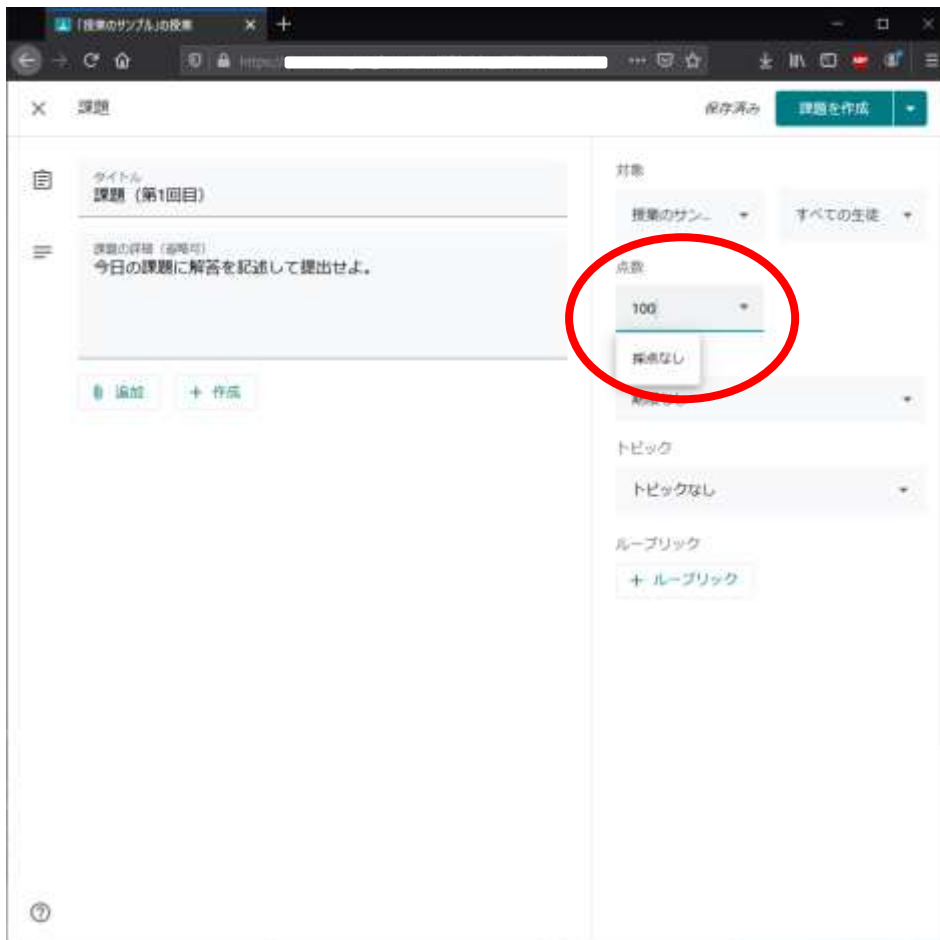 「授業のサンプル」の授業
https:/
課題
保存済み
課題を作成
タイトル
課題（第1回目）
課題の詳細（省略可）
今日の課題に解答を記述して提出せよ。
追加
作成
対象
授業のサン...
すべての生徒
点数
100
採点なし
期限なし
トピック
トピックなし
ルーブリック
+ ルーブリック